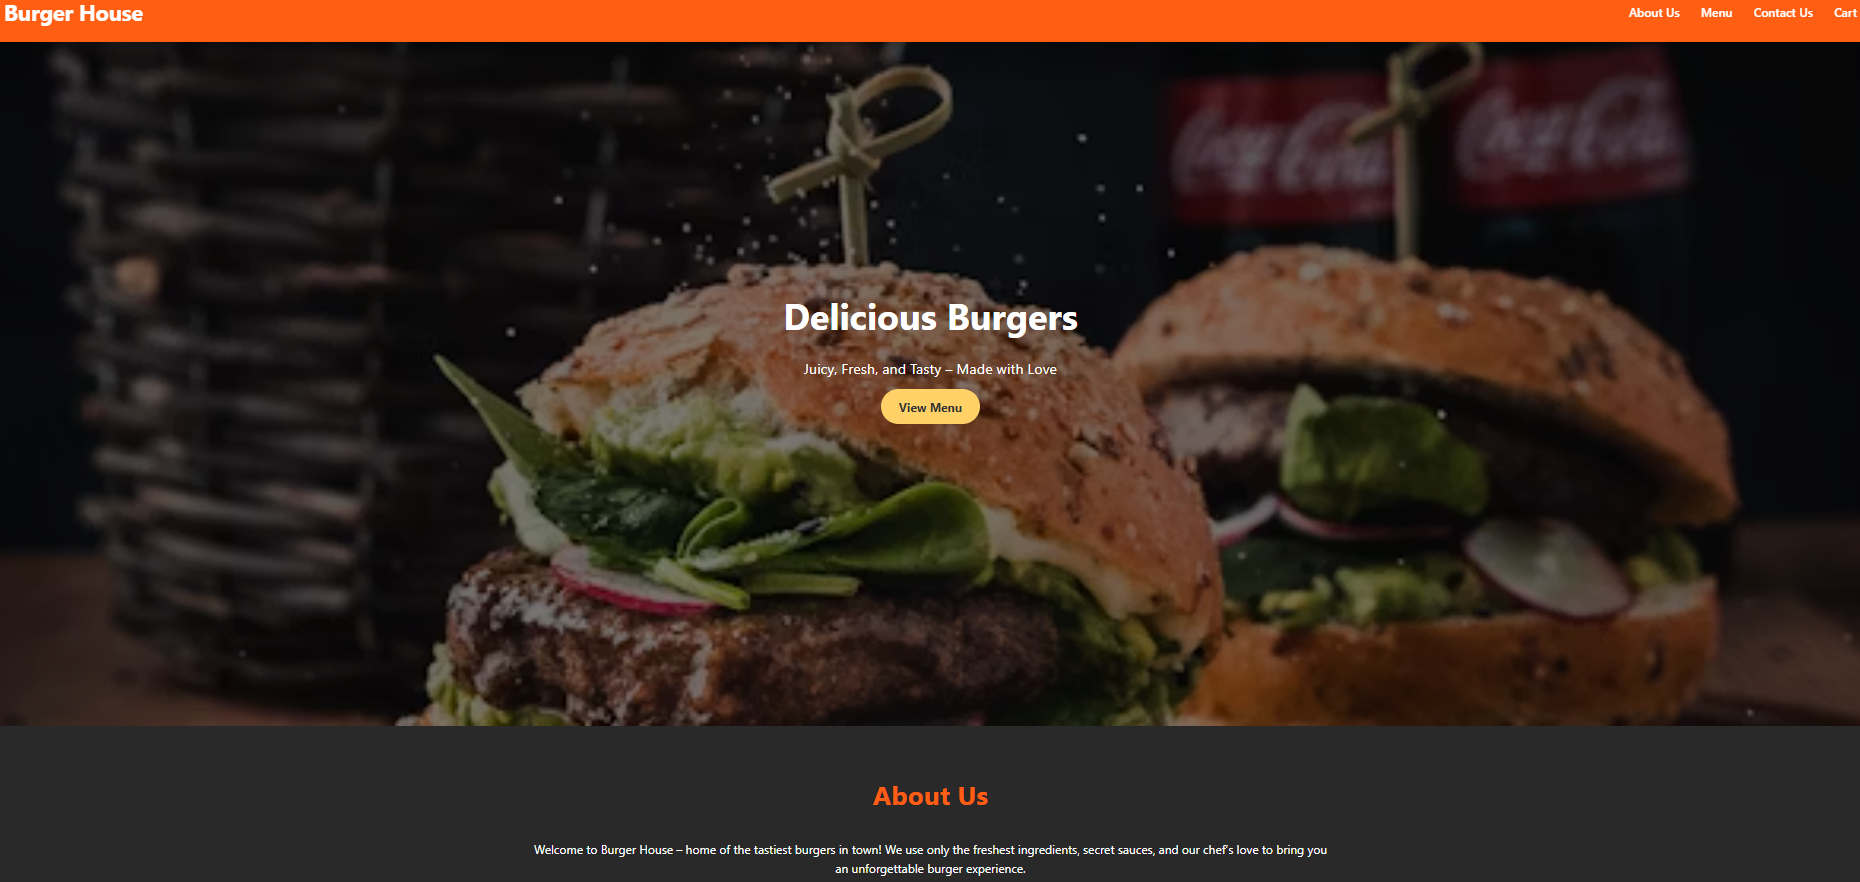 Burger House
About Us Menu Contact Us Cart
Coca-Cola Coca-Cola
Delicious Burgers
Juicy, Fresh, and Tasty – Made with Love
View Menu
About Us
Welcome to Burger House – home of the tastiest burgers in town! We use only the freshest ingredients, secret sauces, and our chef’s love to bring you
an unforgettable burger experience.